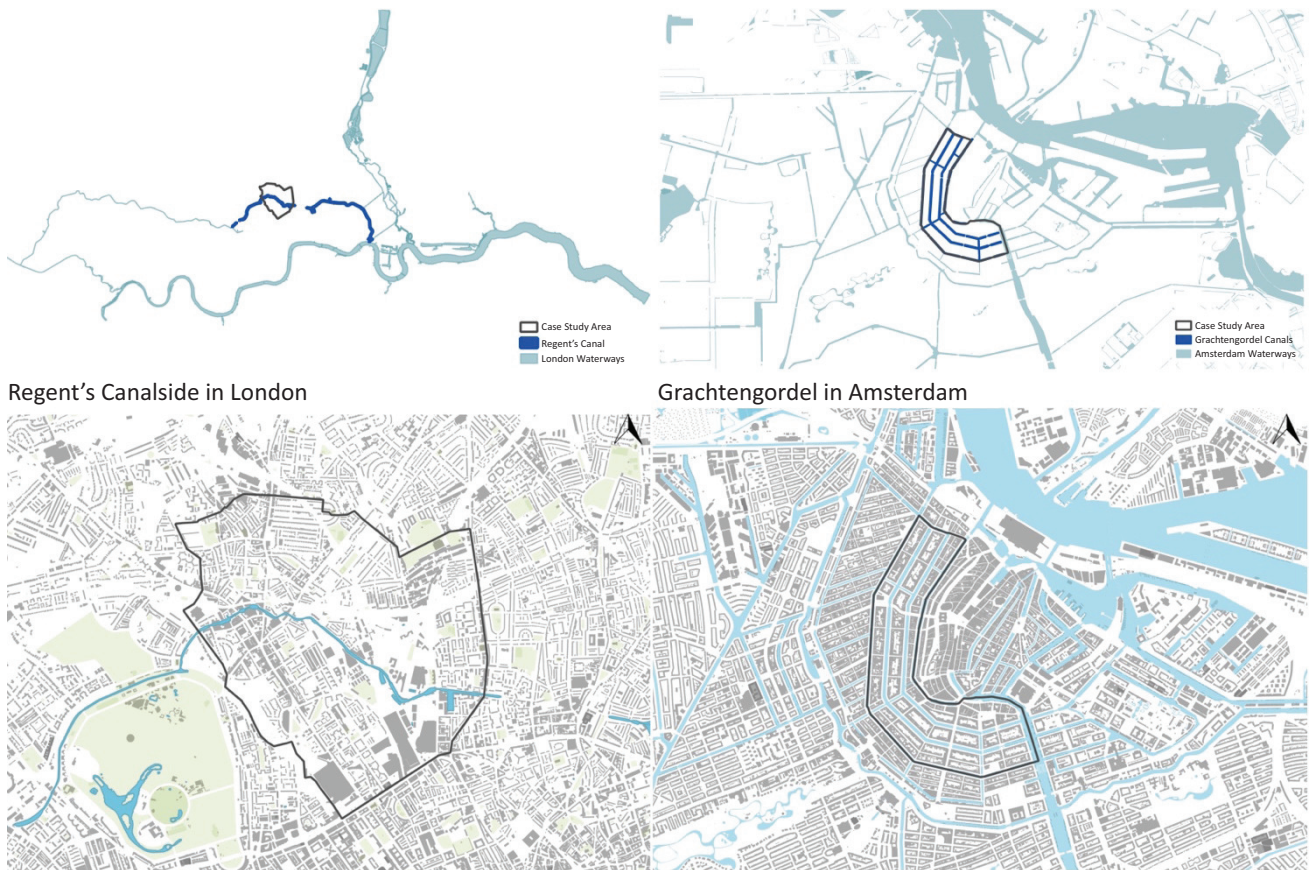 Case Study Area
Regent's Canal
London Waterways
Case Study Area
Grachtengordel Canals
Amsterdam Waterways
Regent's Canalside in London
Grachtengordel in Amsterdam